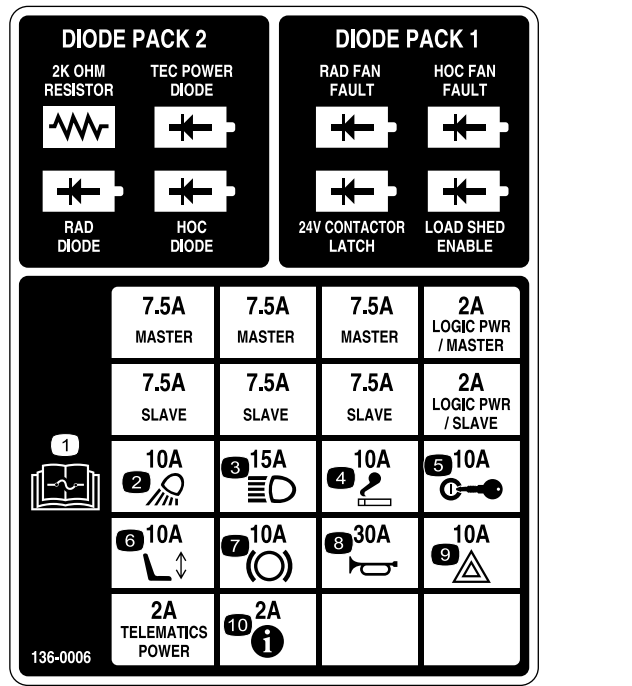 DIODE PACK 2
2K OHM
RESISTOR
TEC POWER
DIODE
RAD
DIODE
HOC
DIODE
DIODE PACK 1
RAD FAN
FAULT
HOC FAN
FAULT
24V CONTACTOR
LATCH
LOAD SHED
ENABLE
7.5A
MASTER
7.5A
MASTER
7.5A
MASTER
2A
LOGIC PWR
/ MASTER
7.5A
SLAVE
7.5A
SLAVE
7.5A
SLAVE
2A
LOGIC PWR
/ SLAVE
1
10A
2
15A
3
10A
4
10A
5
10A
6
10A
7
30A
8
10A
9
2A
TELEMATICS
POWER
2A
10
i
136-0006